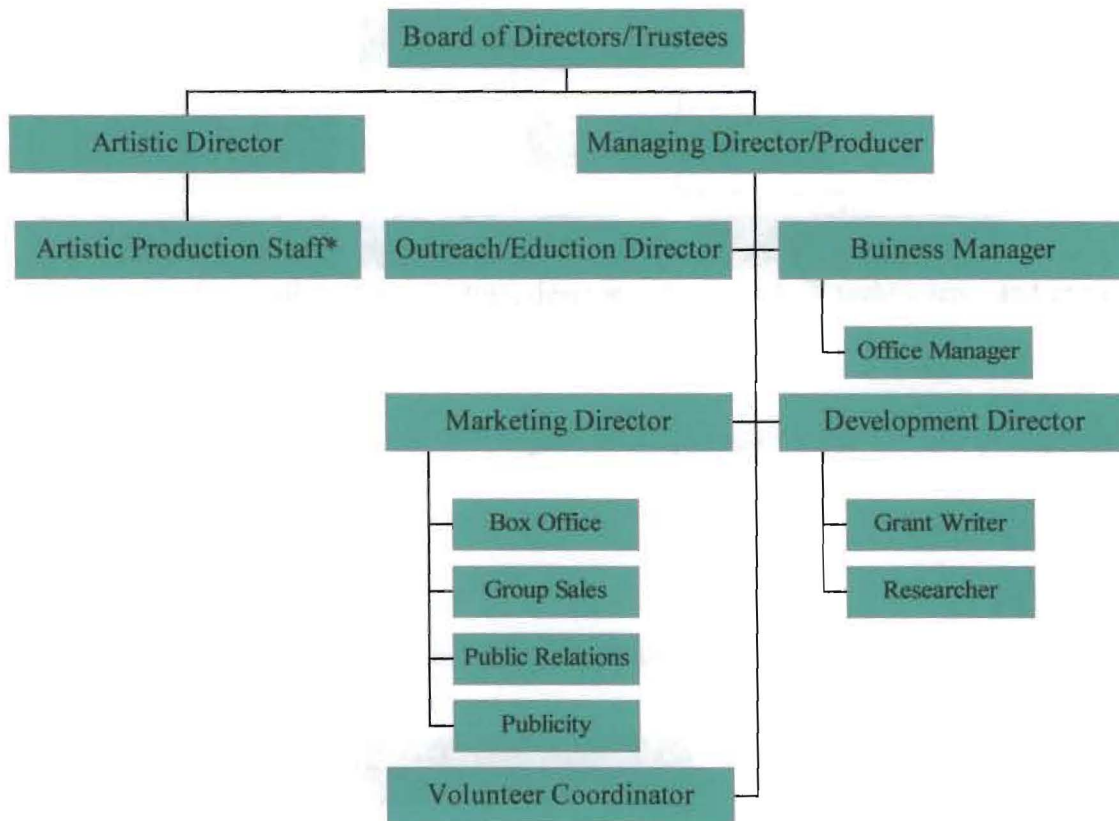 Board of Directors/Trustees
Artistic Director
Managing Director/Producer
Artistic Production Staff*
Outreach/Eduction Director
Buiness Manager
Office Manager
Marketing Director
Development Director
Box Office
Grant Writer
Group Sales
Researcher
Public Relations
Publicity
Volunteer Coordinator